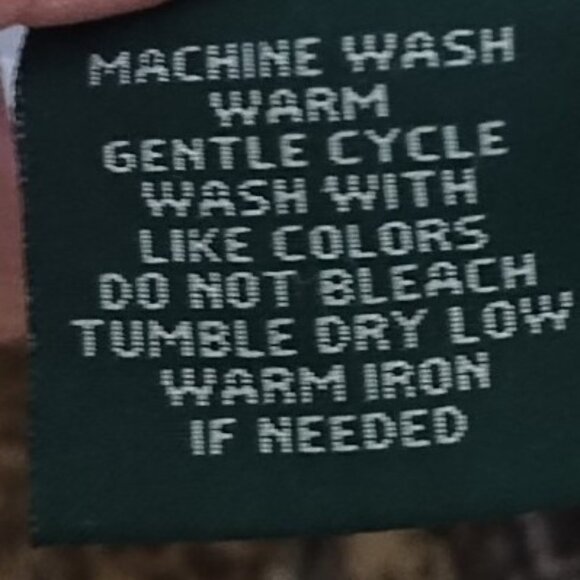 MACHINE WASH
WARM
GENTLE CYCLE
WASH WITH
LIKE COLORS
DO NOT BLEACH
TUMBLE DRY LOW
WARM IRON
IF NEEDED